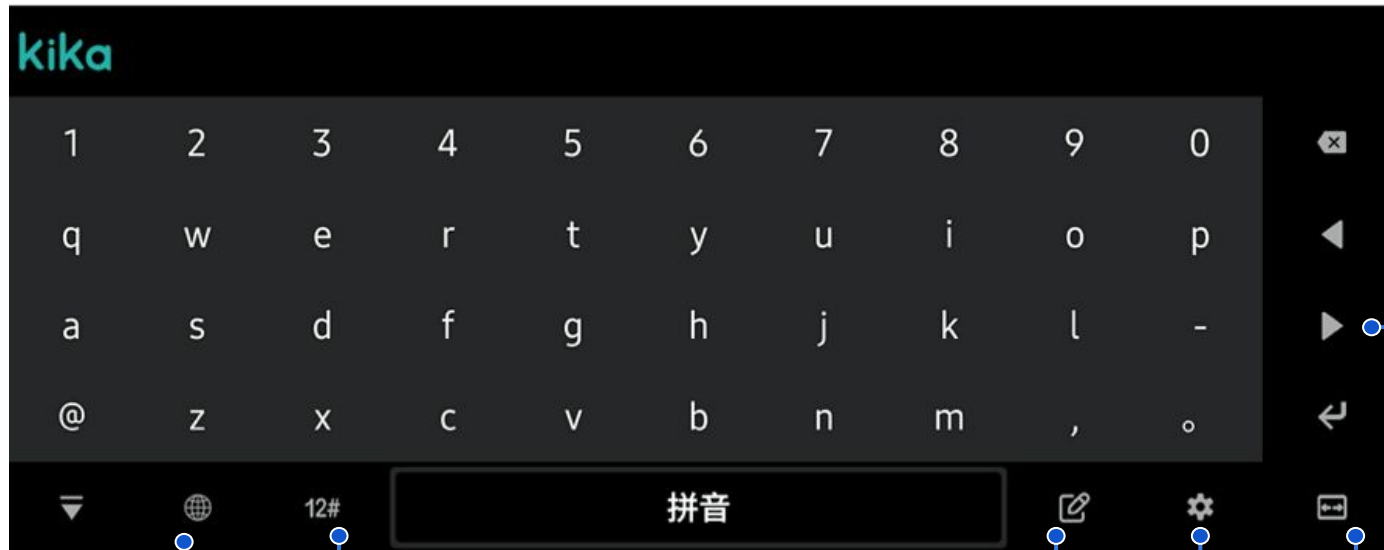 kika
1 2 3 4 5 6 7 8 9 0
q w e r t y u i o p
a s d f g h j k l -
@ z x c v b n m , 。
12# 拼音